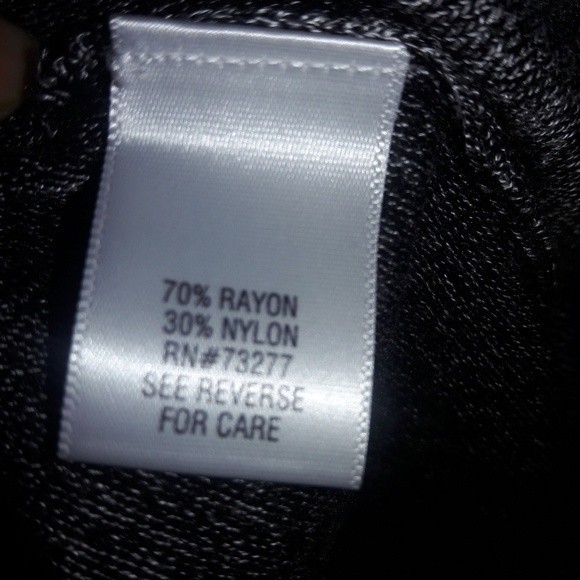 70% RAYON
30% NYLON
RN#73277
SEE REVERSE
FOR CARE